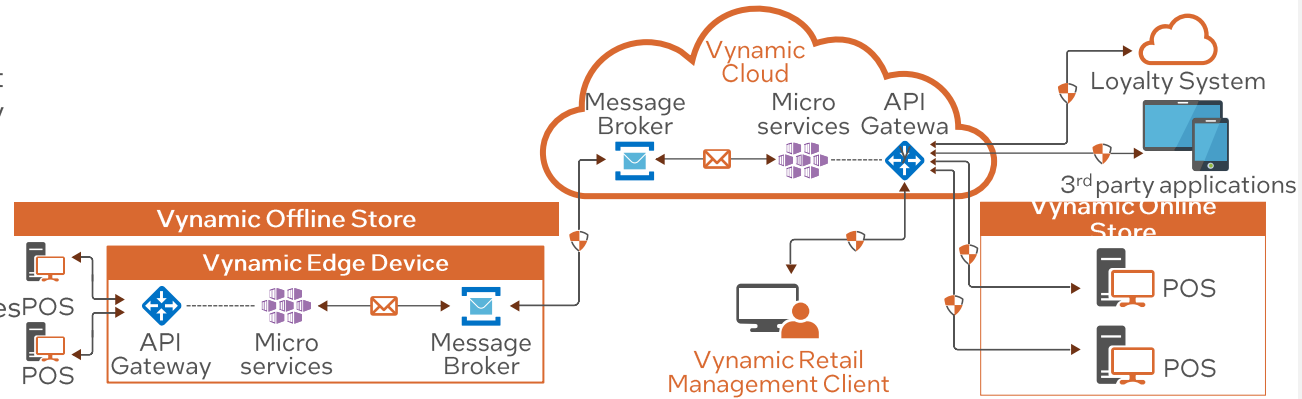 Vynamic
Cloud
Message
Broker
Micro
services
API
Gatewa
Loyalty System
3rd party applications
Vynamic Offline Store
Vynamic Edge Device
esPOS
POS
API
Gateway
Micro
services
Message
Broker
Vynamic Retail
Management Client
Vynamic Online
Store
POS
POS